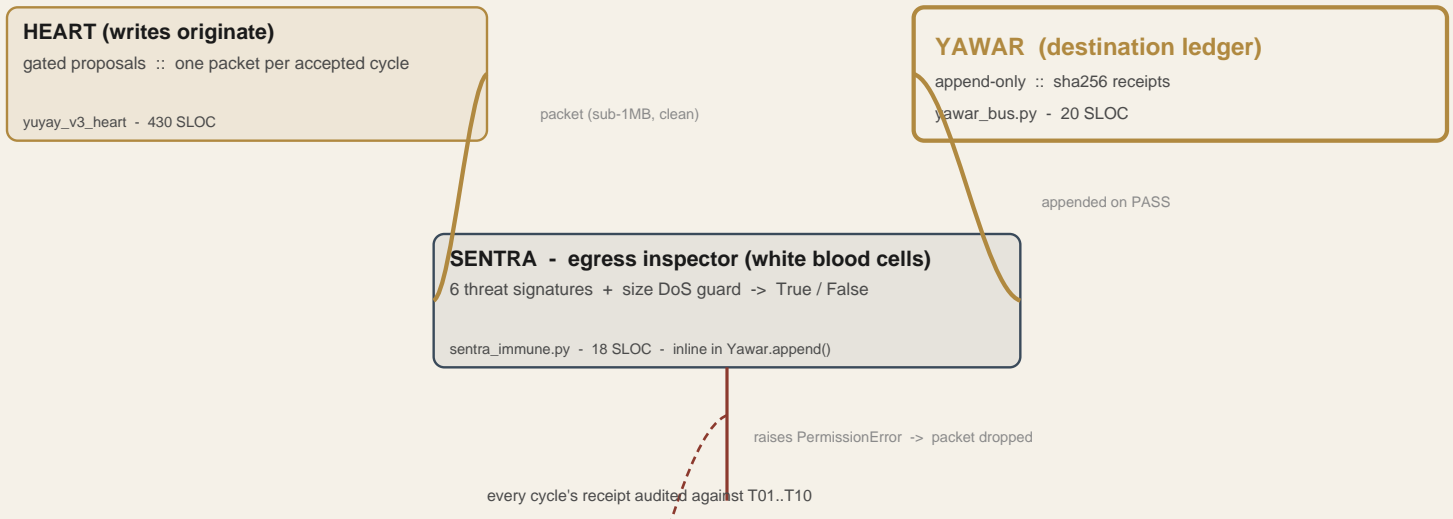 HEART (writes originate)
gated proposals :: one packet per accepted cycle
yuyay_v3_heart - 430 SLOC
packet (sub-1MB, clean)
YAWAR (destination ledger)
append-only :: sha256 receipts
yawar_bus.py - 20 SLOC
appended on PASS
SENTRA - egress inspector (white blood cells)
6 threat signatures + size DoS guard -> True / False
sentra_immune.py - 18 SLOC - inline in Yawar.append()
raises PermissionError -> packet dropped
every cycle's receipt audited against T01..T10